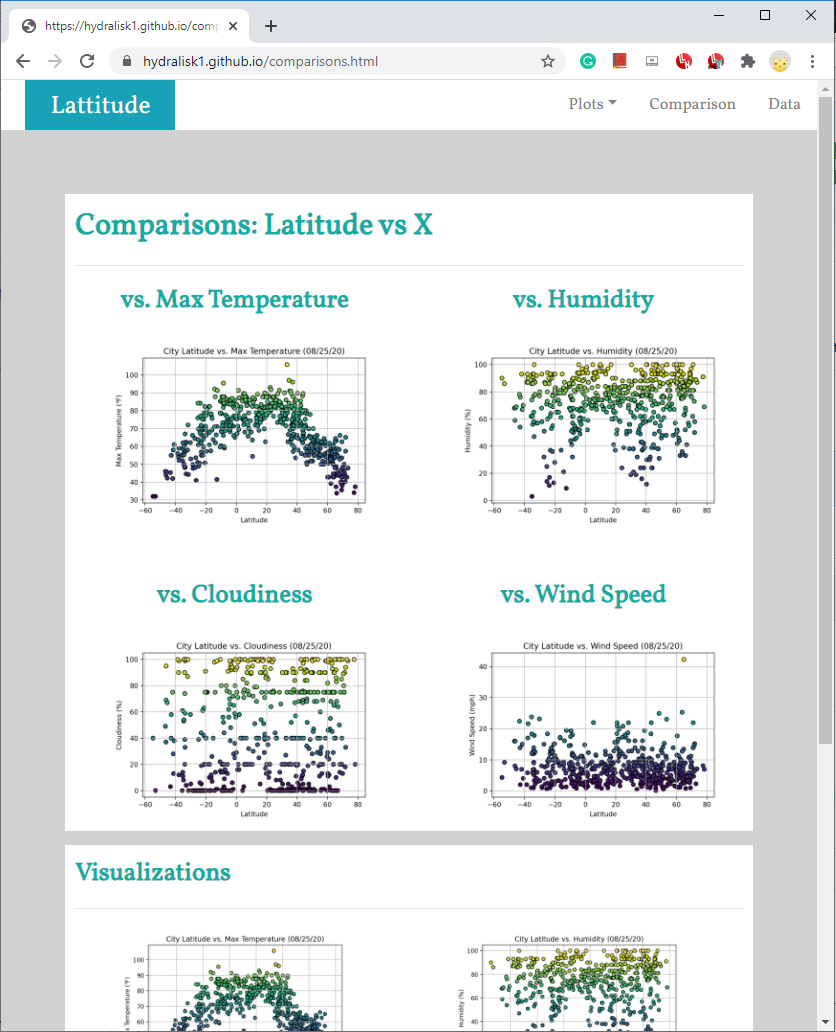 https://hydralisk1.github.io/comp
hydralisk1.github.io/comparisons.html
Lattitude
Plots Comparison Data
Comparisons: Latitude vs X
vs. Max Temperature
City Latitude vs. Max Temperature (08/25/20)
Max Temperature (°F)
100
90
80
70
60
50
40
30
−60 −40 −20 0 20 40 60 80
Latitude
vs. Humidity
City Latitude vs. Humidity (08/25/20)
Humidity (%)
100
80
60
40
20
0
−60 −40 −20 0 20 40 60 80
Latitude
vs. Cloudiness
City Latitude vs. Cloudiness (08/25/20)
Cloudiness (%)
100
80
60
40
20
0
−60 −40 −20 0 20 40 60 80
Latitude
vs. Wind Speed
City Latitude vs. Wind Speed (08/25/20)
Wind Speed (mph)
40
30
20
10
0
−60 −40 −20 0 20 40 60 80
Latitude
Visualizations
City Latitude vs. Max Temperature (08/25/20)
Temperature (°F)
100
90
80
70
60
City Latitude vs. Humidity (08/25/20)
Humidity (%)
100
80
60
40